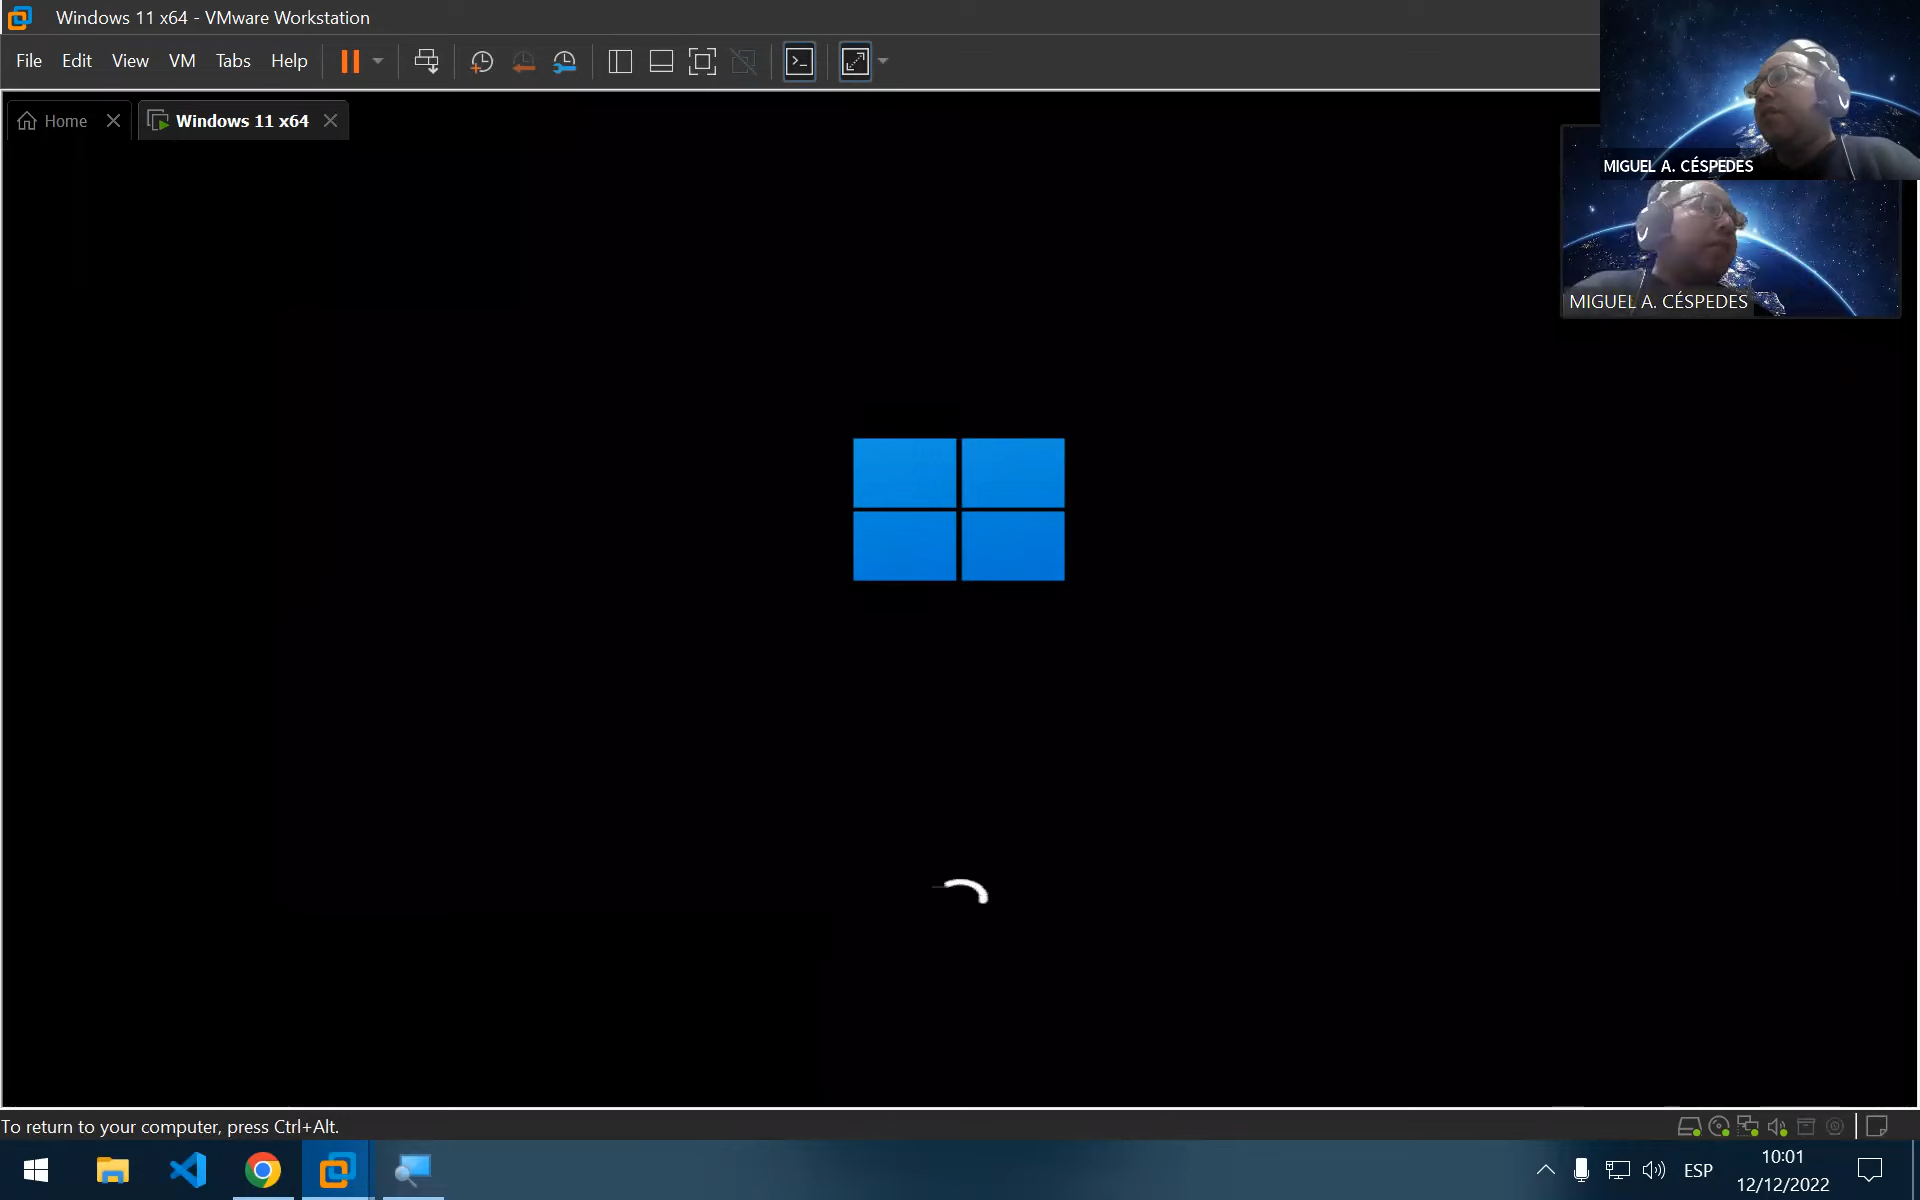 Windows 11 x64 - VMware Workstation
File Edit View VM Tabs Help
Home
Windows 11 x64
MIGUEL A. CÉSPEDES
MIGUEL A. CÉSPEDES
To return to your computer, press Ctrl+Alt.
ESP
10:01
12/12/2022